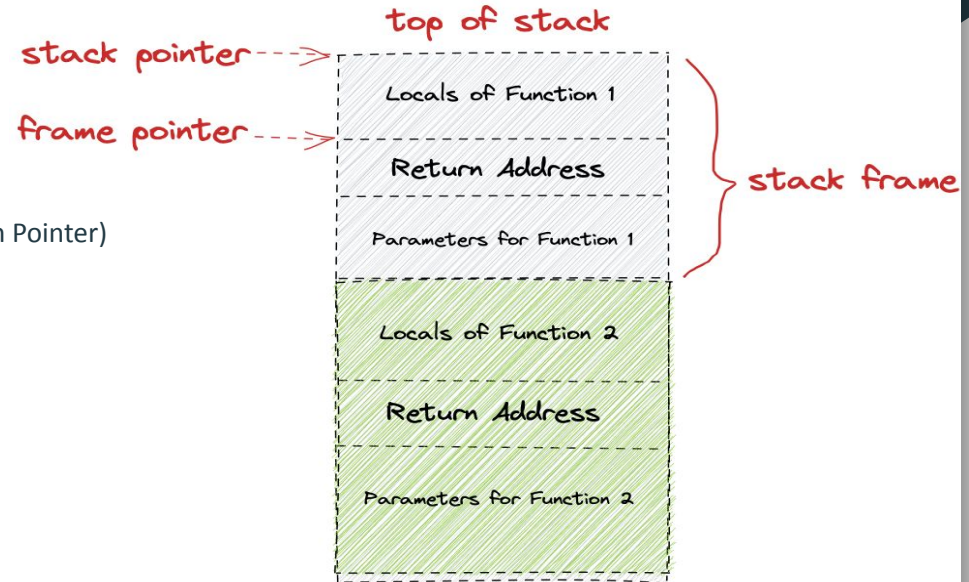 top of stack
stack pointer
Locals of Function 1
frame pointer
Return Address
stack frame
Pointer)
Parameters for Function 1
Locals of Function 2
Return Address
Parameters for Function 2